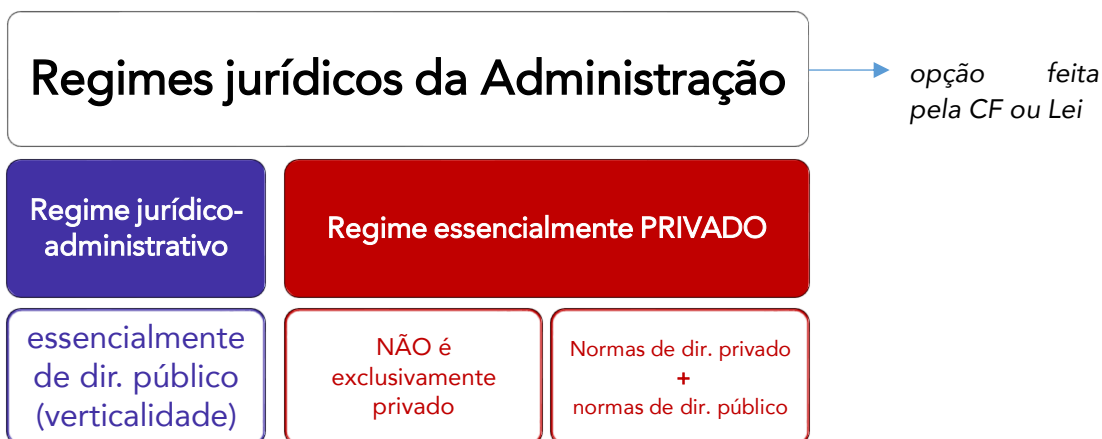 Regimes jurídicos da Administração
opção feita
pela CF ou Lei
Regime jurídico-
administrativo
Regime essencialmente PRIVADO
essencialmente
de dir. público
(verticalidade)
NÃO é
exclusivamente
privado
Normas de dir. privado
+
normas de dir. público